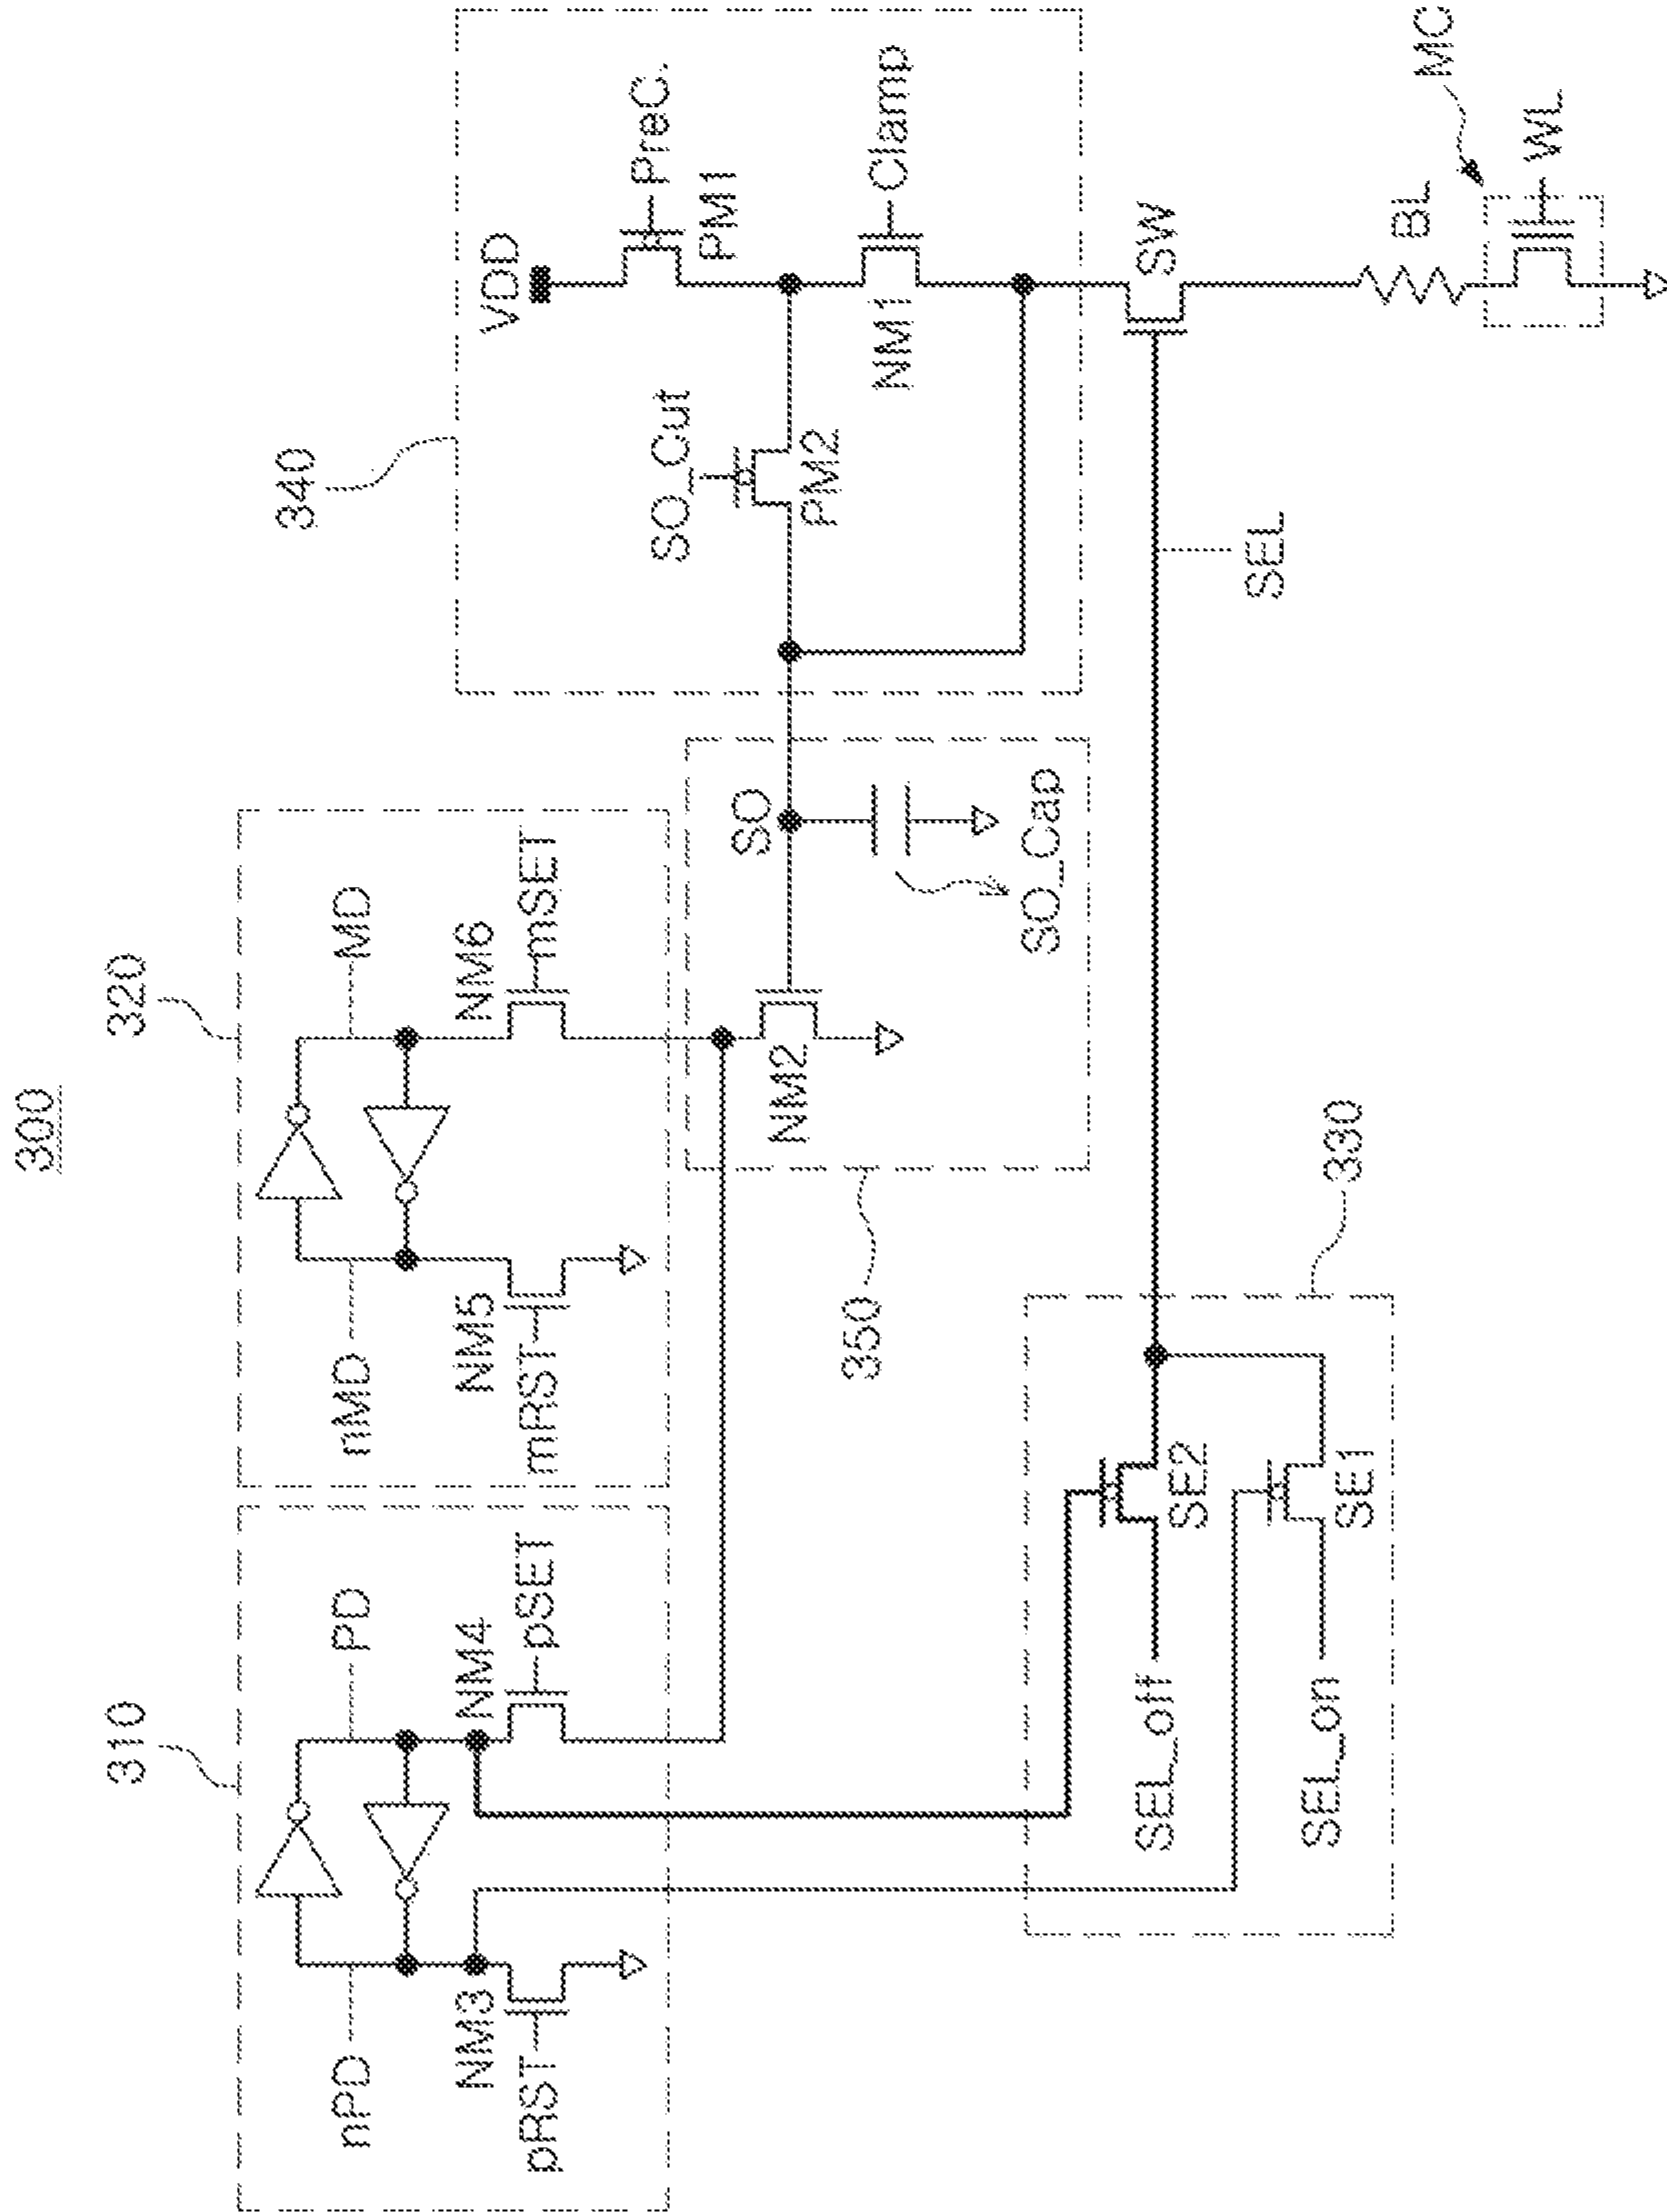 300
310
320
340
nPD
PD
nMD
MD
VDD
NM3
NM4
NM5
NM6
pRST
pSET
mRST
mSET
SO_Cut
PreC.
PM1
PM2
SO
NM2
NM1
Clamp
350
SO_Cap
SEL_off
SE2
SEL
SW
SEL_on
SE1
330
BL
MC
WL